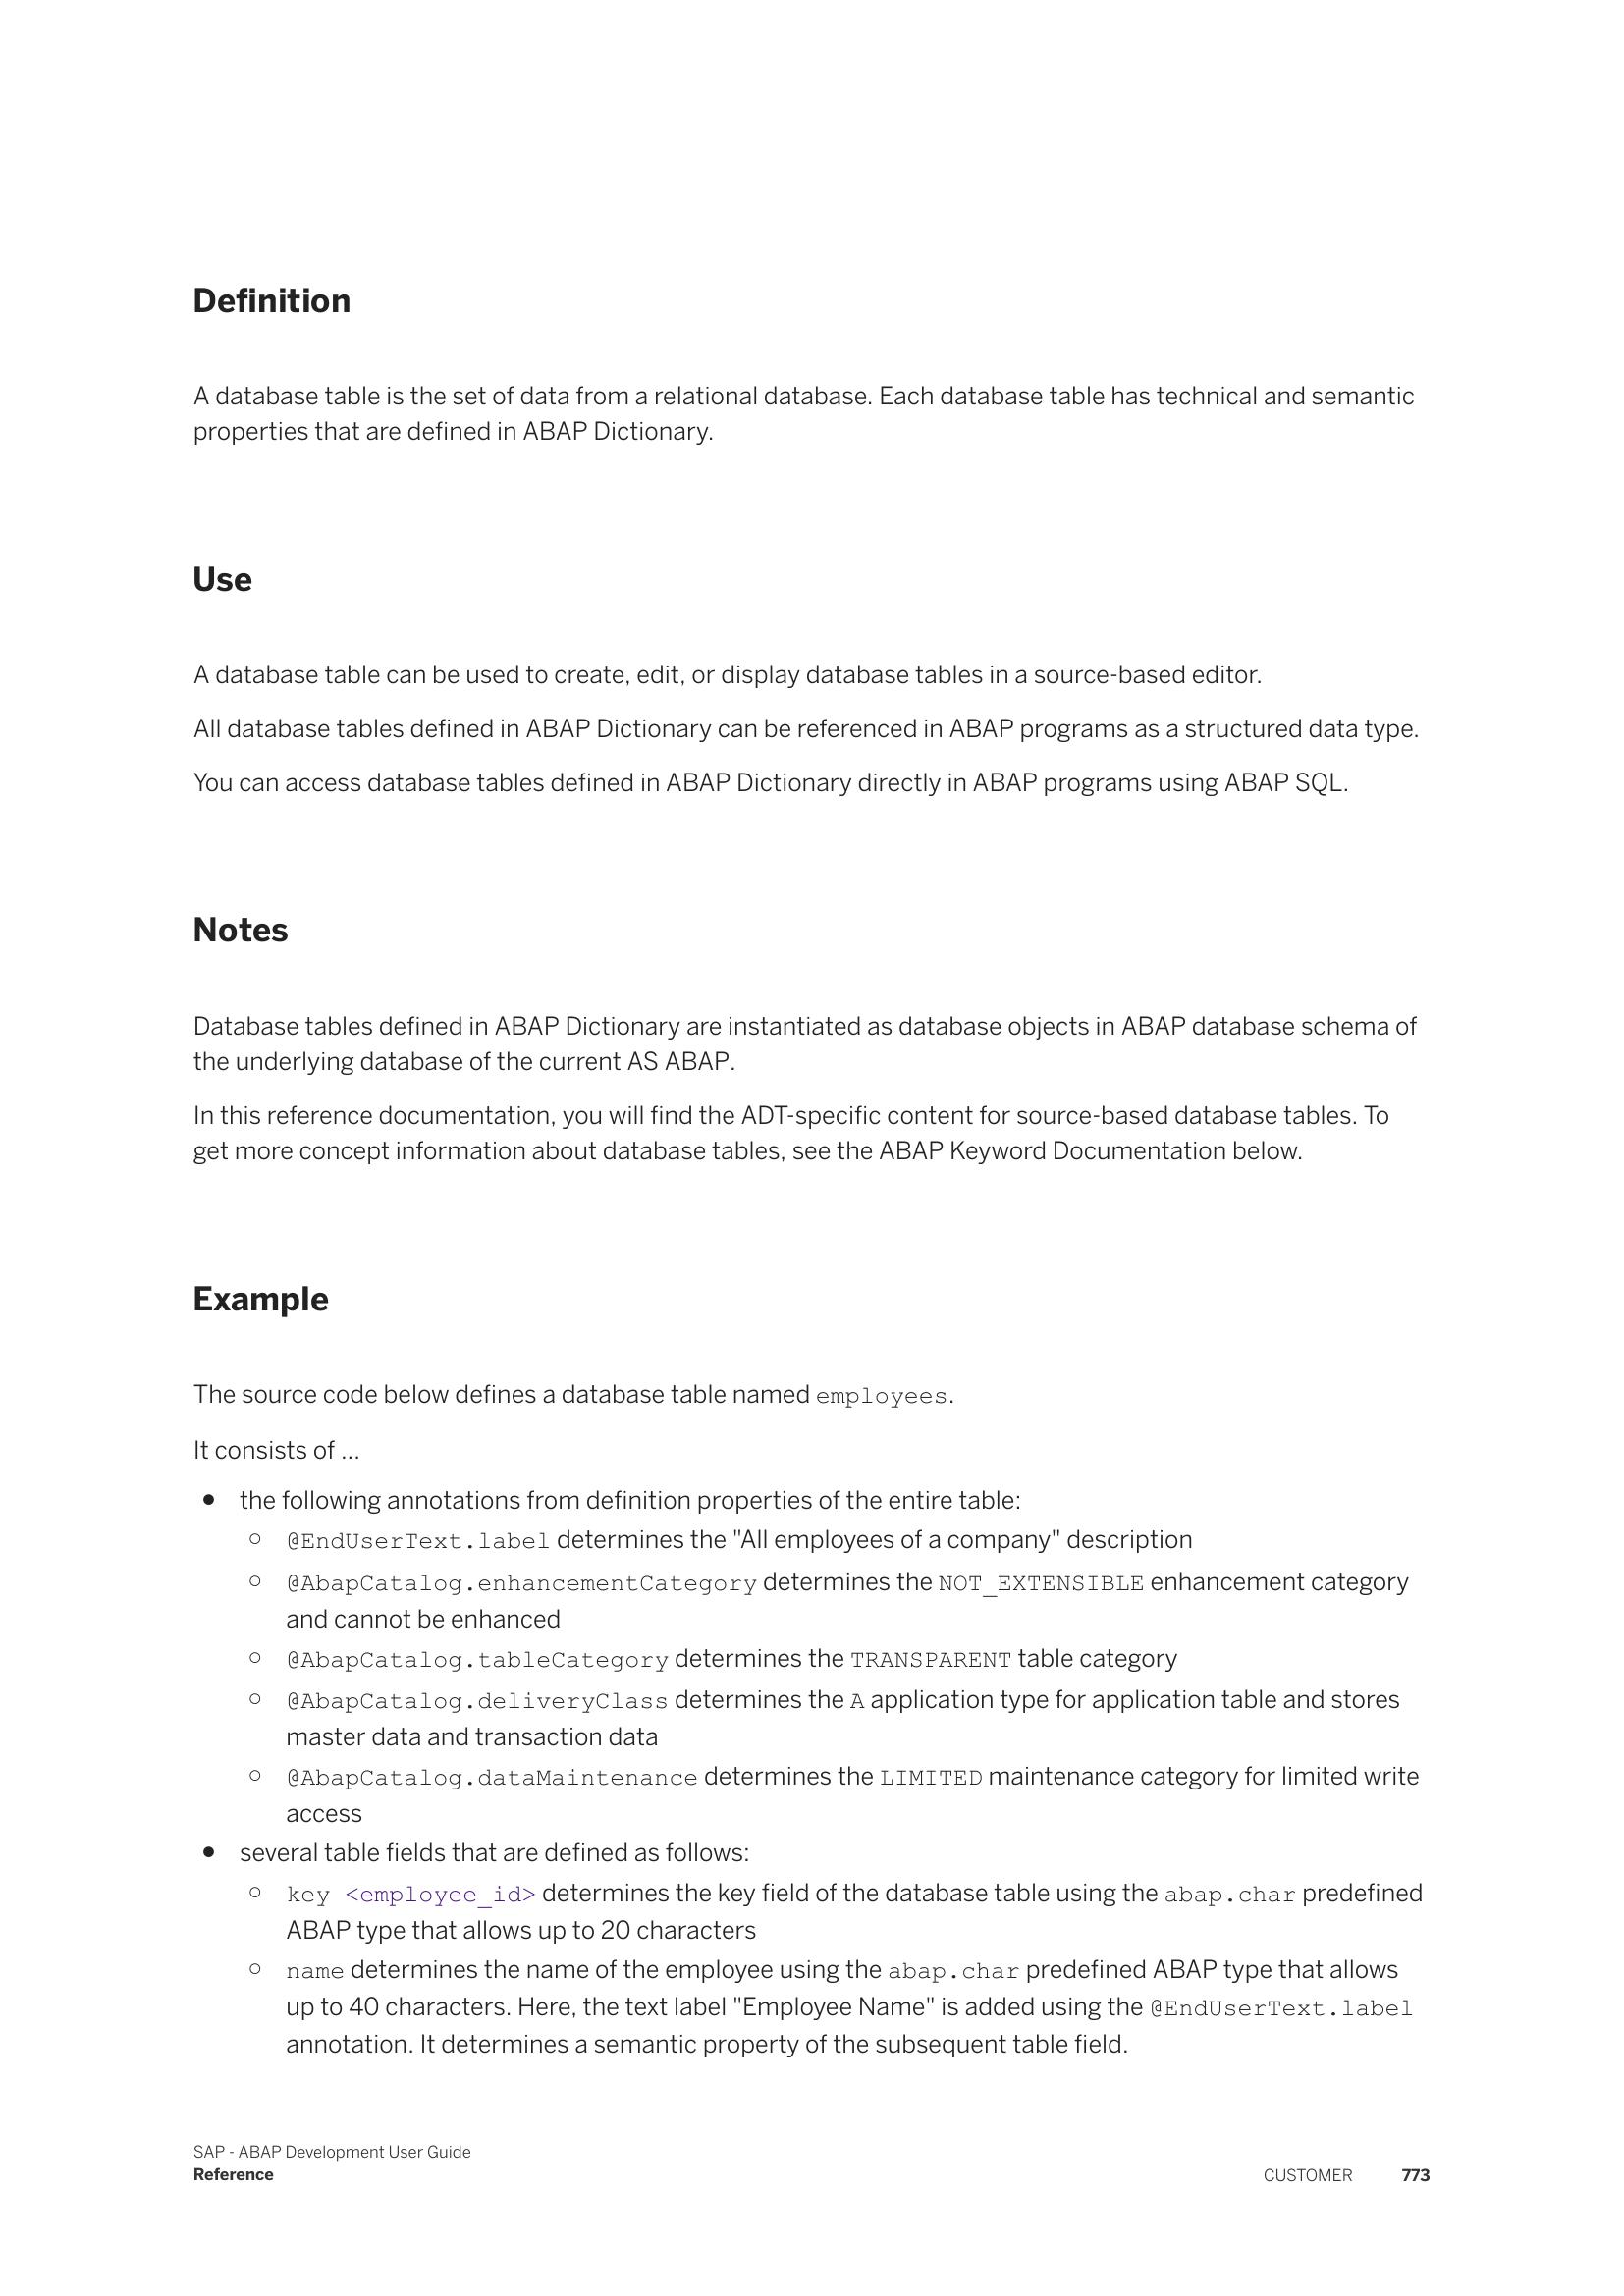 Definition
A database table is the set of data from a relational database. Each database table has technical and semantic
properties that are defined in ABAP Dictionary.
Use
A database table can be used to create, edit, or display database tables in a source-based editor.
All database tables defined in ABAP Dictionary can be referenced in ABAP programs as a structured data type.
You can access database tables defined in ABAP Dictionary directly in ABAP programs using ABAP SQL.
Notes
Database tables defined in ABAP Dictionary are instantiated as database objects in ABAP database schema of
the underlying database of the current AS ABAP.
In this reference documentation, you will find the ADT-specific content for source-based database tables. To
get more concept information about database tables, see the ABAP Keyword Documentation below.
Example
The source code below defines a database table named employees.
It consists of ...
● the following annotations from definition properties of the entire table:
○ @EndUserText.label determines the "All employees of a company" description
○ @AbapCatalog.enhancementCategory determines the NOT_EXTENSIBLE enhancement category
and cannot be enhanced
○ @AbapCatalog.tableCategory determines the TRANSPARENT table category
○ @AbapCatalog.deliveryClass determines the A application type for application table and stores
master data and transaction data
○ @AbapCatalog.dataMaintenance determines the LIMITED maintenance category for limited write
access
● several table fields that are defined as follows:
○ key <employee_id> determines the key field of the database table using the abap.char predefined
ABAP type that allows up to 20 characters
○ name determines the name of the employee using the abap.char predefined ABAP type that allows
up to 40 characters. Here, the text label "Employee Name" is added using the @EndUserText.label
annotation. It determines a semantic property of the subsequent table field.
SAP - ABAP Development User Guide
Reference
CUSTOMER 773